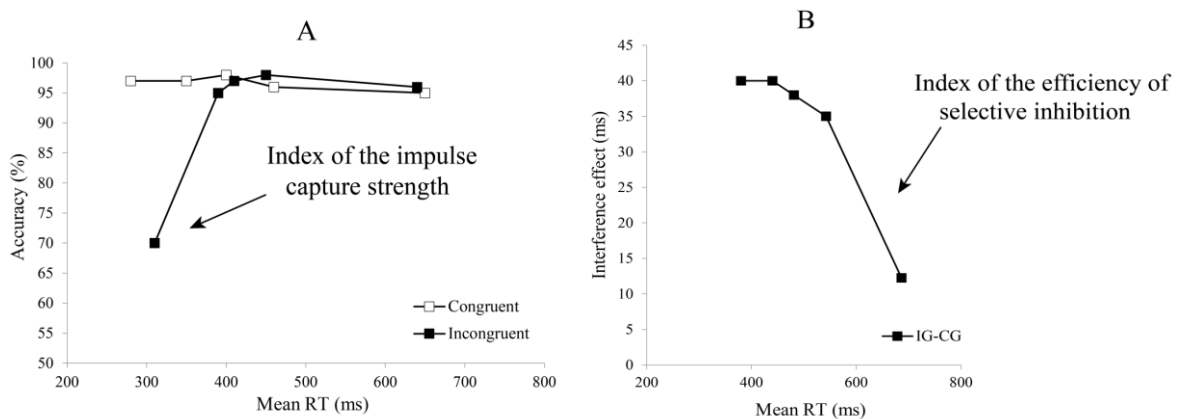 A
Accuracy (%)
100
95
90
85
80
75
70
65
60
55
50
200
300
400
500
600
700
800
Mean RT (ms)
Index of the impulse
capture strength
Congruent
Incongruent
B
Interference effect (ms)
45
40
35
30
25
20
15
10
5
0
200
400
600
800
Mean RT (ms)
Index of the efficiency of
selective inhibition
IG-CG